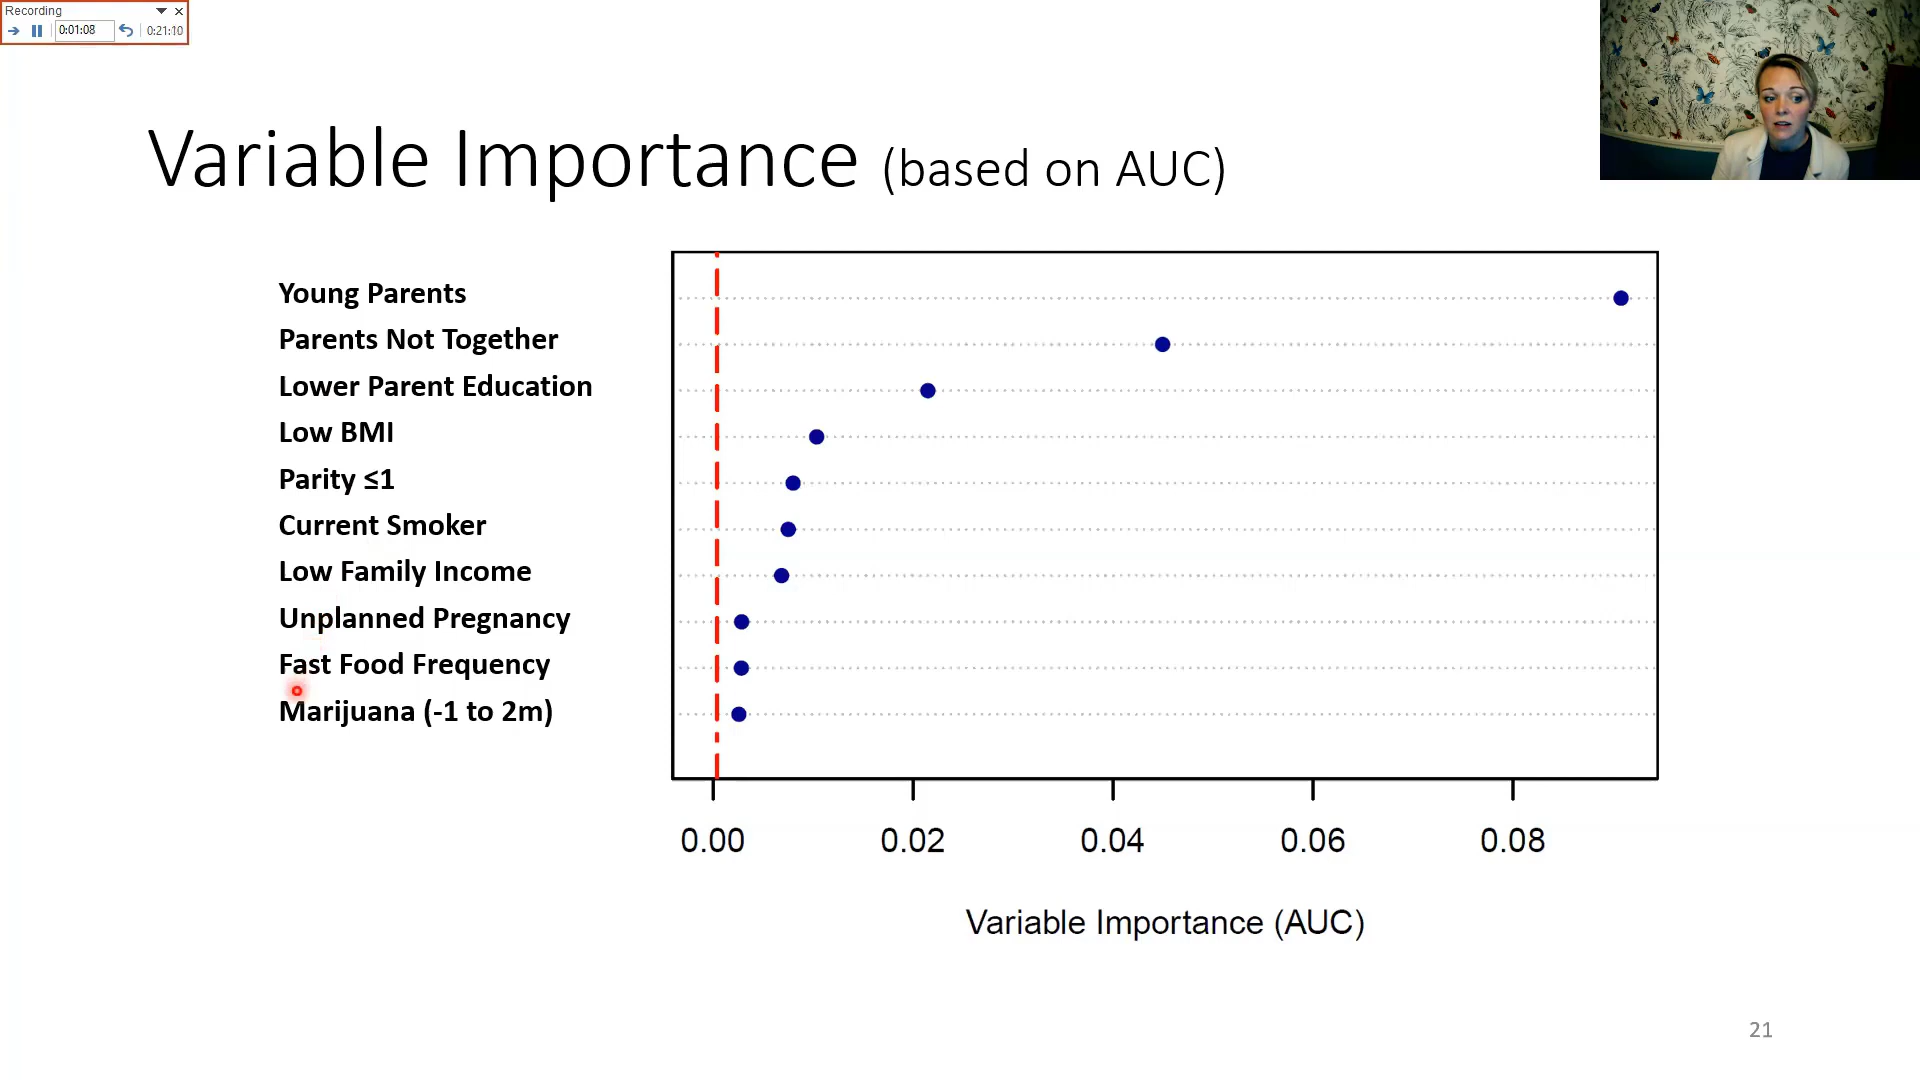 Recording
0:01:08
0:21:10
Variable Importance (based on AUC)
Young Parents
Parents Not Together
Lower Parent Education
Low BMI
Parity ≤1
Current Smoker
Low Family Income
Unplanned Pregnancy
Fast Food Frequency
Marijuana (-1 to 2m)
0.00 0.02 0.04 0.06 0.08
Variable Importance (AUC)
21